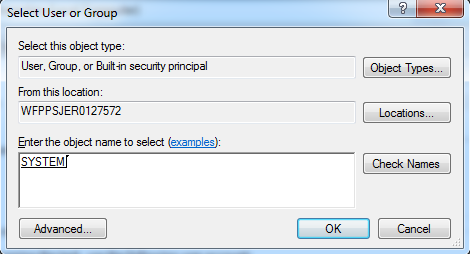 Select User or Group
Select this object type:
User, Group, or Built-in security principal
Object Types...
From this location:
WFPPSJER0127572
Locations...
Enter the object name to select (examples):
SYSTEM
Check Names
Advanced...
OK
Cancel